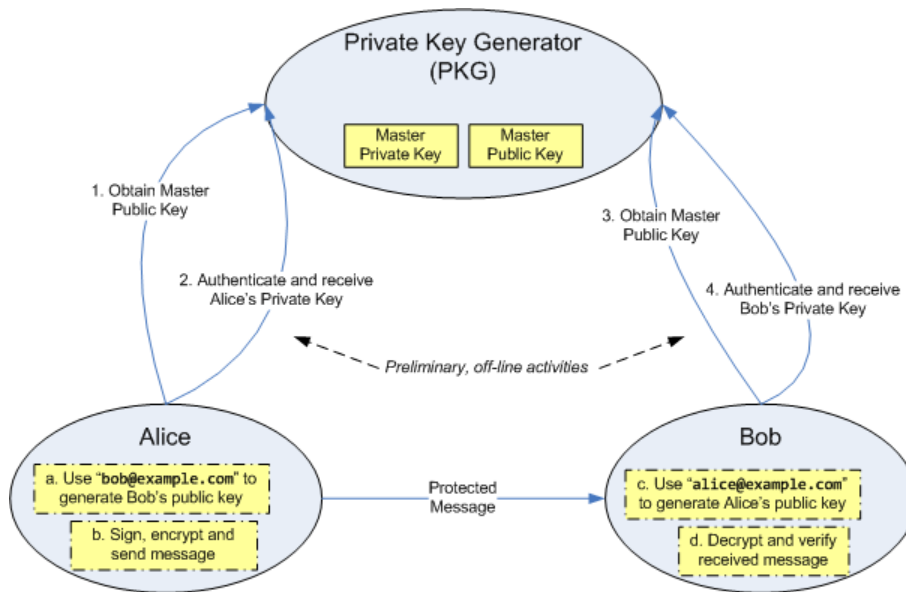 Private Key Generator
(PKG)
Master
Private Key
Master
Public Key
1. Obtain Master
Public Key
2. Authenticate and receive
Alice's Private Key
3. Obtain Master
Public Key
4. Authenticate and receive
Bob's Private Key
Preliminary, off-line activities
Alice
a. Use “bob@example.com” to
generate Bob's public key
b. Sign, encrypt and
send message
Protected
Message
Bob
c. Use “alice@example.com”
to generate Alice's public key
d. Decrypt and verify
received message